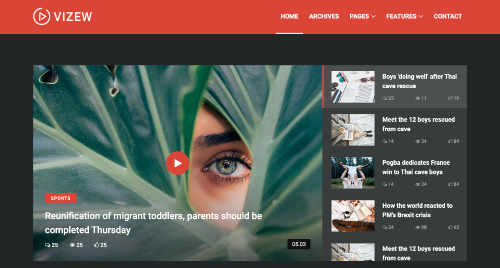 VIZEW
HOME
ARCHIVES
PAGES
FEATURES
CONTACT
SPORTS
Reunification of migrant toddlers, parents should be
completed Thursday
25 25 25
05.03
Boys 'doing well' after Thai
cave rescue
25 11 19
Meet the 12 boys rescued
from cave
14 24 84
Pogba dedicates France
win to Thai cave boys
14 34 84
How the world reacted to
PM's Brexit crisis
24 98 63
Meet the 12 boys rescued
from cave